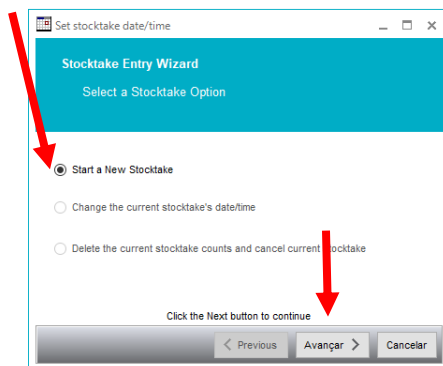 Set stocktake date/time
Stocktake Entry Wizard
Select a Stocktake Option
Start a New Stocktake
Change the current stocktake's date/time
Delete the current stocktake counts and cancel current stocktake
Click the Next button to continue
< Previous Avançar > Cancelar